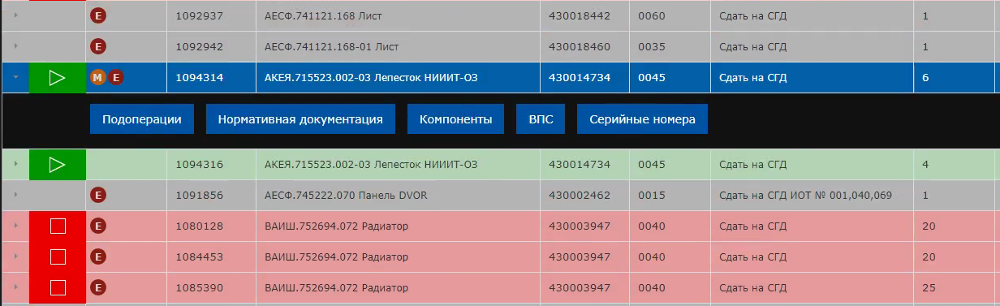 E 1092937 АЕСФ.741121.168 Лист 430018442 0060 Сдать на СГД 1
E 1092942 АЕСФ.741121.168-01 Лист 430018460 0035 Сдать на СГД 1
M E 1094314 АКЕЯ.715523.002-03 Лепесток НИИИТ-ОЗ 430014734 0045 Сдать на СГД 6
Подоперации Нормативная документация Компоненты ВПС Серийные номера
1094316 АКЕЯ.715523.002-03 Лепесток НИИИТ-ОЗ 430014734 0045 Сдать на СГД 4
E 1091856 АЕСФ.745222.070 Панель DVOR 430002462 0015 Сдать на СГД ИОТ № 001,040,069 1
E 1080128 ВАИШ.752694.072 Радиатор 430003947 0040 Сдать на СГД 20
E 1084453 ВАИШ.752694.072 Радиатор 430003947 0040 Сдать на СГД 20
E 1085390 ВАИШ.752694.072 Радиатор 430003947 0040 Сдать на СГД 25